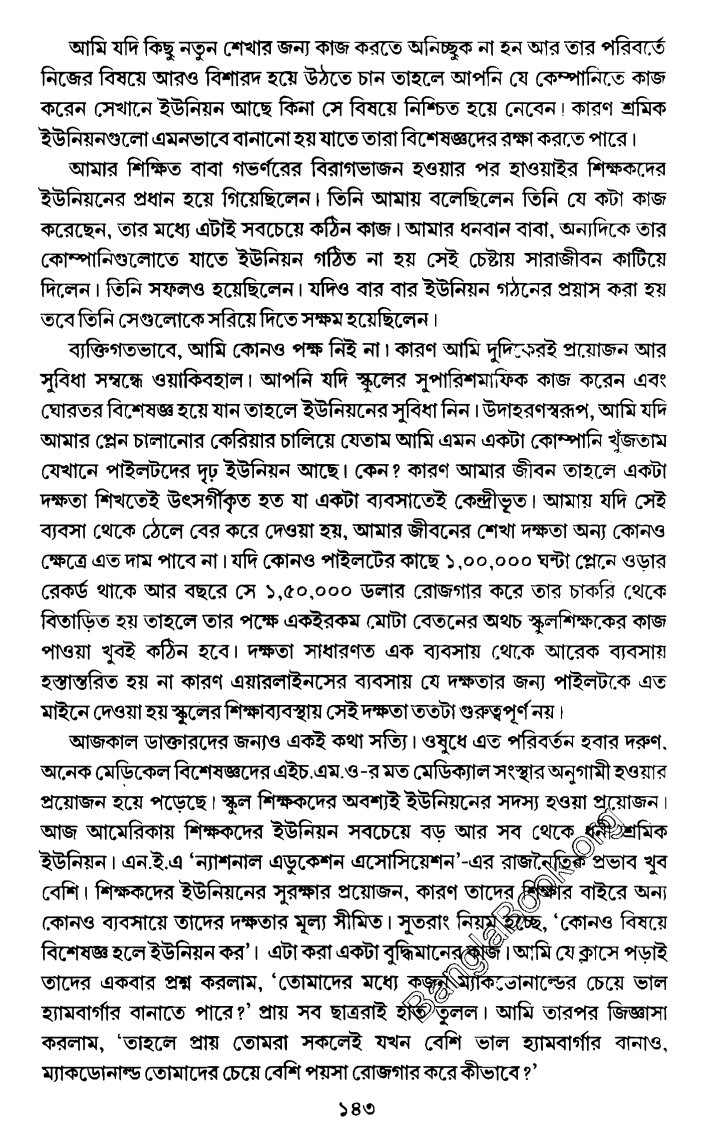 আমি যদি কিছু নতুন শেখার জন্য কাজ করতে অনিচ্ছুক না হন আর তার পরিবর্তে
নিজের বিষয়ে আরও বিশারদ হয়ে উঠতে চান তাহলে আপনি যে কেম্পানিতে কাজ
করেন সেখানে ইউনিয়ন আছে কিনা সে বিষয়ে নিশ্চিত হয়ে নেবেন। কারণ শ্রমিক
ইউনিয়নগুলো এমনভাবে বানানো হয় যাতে তারা বিশেষজ্ঞদের রক্ষা করতে পারে।
আমার শিক্ষিত বাবা গভর্ণরের বিরাগভাজন হওয়ার পর হাওয়াইর শিক্ষকদের
ইউনিয়নের প্রধান হয়ে গিয়েছিলেন। তিনি আমায় বলেছিলেন তিনি যে কটা কাজ
করেছেন, তার মধ্যে এটাই সবচেয়ে কঠিন কাজ। আমার ধনবান বাবা, অন্যদিকে তার
কোম্পানিগুলোতে যাতে ইউনিয়ন গঠিত না হয় সেই চেষ্টায় সারাজীবন কাটিয়ে
দিলেন। তিনি সফলও হয়েছিলেন। যদিও বার বার ইউনিয়ন গঠনের প্রয়াস করা হয়
তবে তিনি সেগুলোকে সরিয়ে দিতে সক্ষম হয়েছিলেন।
ব্যক্তিগতভাবে, আমি কোনও পক্ষ নিই না। কারণ আমি দুদিকেরই প্রয়োজন আর
সুবিধা সম্বন্ধে ওয়াকিবহাল। আপনি যদি স্কুলের সুপারিশমাফিক কাজ করেন এবং
ঘোরতর বিশেষজ্ঞ হয়ে যান তাহলে ইউনিয়নের সুবিধা নিন। উদাহরণস্বরূপ, আমি যদি
আমার প্লেন চালানোর কেরিয়ার চালিয়ে যেতাম আমি এমন একটা কোম্পানি খুঁজতাম
যেখানে পাইলটদের দৃঢ় ইউনিয়ন আছে। কেন? কারণ আমার জীবন তাহলে একটা
দক্ষতা শিখতেই উৎসর্গীকৃত হত যা একটা ব্যবসাতেই কেন্দ্রীভূত। আমায় যদি সেই
ব্যবসা থেকে ঠেলে বের করে দেওয়া হয়, আমার জীবনের শেখা দক্ষতা অন্য কোনও
ক্ষেত্রে এত দাম পাবে না। যদি কোনও পাইলটের কাছে ১,০০,০০০ ঘন্টা প্লেনে ওড়ার
রেকর্ড থাকে আর বছরে সে ১,৫০,০০০ ডলার রোজগার করে তার চাকরি থেকে
বিতাড়িত হয় তাহলে তার পক্ষে একইরকম মোটা বেতনের অথচ স্কুলশিক্ষকের কাজ
পাওয়া খুবই কঠিন হবে। দক্ষতা সাধারণত এক ব্যবসায় থেকে আরেক ব্যবসায়
হস্তান্তরিত হয় না কারণ এয়ারলাইনসের ব্যবসায় যে দক্ষতার জন্য পাইলটকে এত
মাইনে দেওয়া হয় স্কুলের শিক্ষাব্যবস্থায় সেই দক্ষতা ততটা গুরুত্বপূর্ণ নয়।
আজকাল ডাক্তারদের জন্যও একই কথা সত্যি। ওষুধে এত পরিবর্তন হবার দরুণ,
অনেক মেডিকেল বিশেষজ্ঞদের এইচ.এম.ও-র মত মেডিক্যাল সংস্থার অনুগামী হওয়ার
প্রয়োজন হয়ে পড়েছে। স্কুল শিক্ষকদের অবশ্যই ইউনিয়নের সদস্য হওয়া প্রয়োজন।
আজ আমেরিকায় শিক্ষকদের ইউনিয়ন সবচেয়ে বড় আর সব থেকে ধনী শ্রমিক
ইউনিয়ন। এন.ই.এ ‘ন্যাশনাল এডুকেশন এসোসিয়েশন’-এর রাজনৈতিক প্রভাব খুব
বেশি। শিক্ষকদের ইউনিয়নের সুরক্ষার প্রয়োজন, কারণ তাদের শিক্ষার বাইরে অন্য
কোনও ব্যবসায়ে তাদের দক্ষতার মূল্য সীমিত। সূতরাং নিয়ম হচ্ছে, ‘কোনও বিষয়ে
বিশেষজ্ঞ হলে ইউনিয়ন কর’। এটা করা একটা বুদ্ধিমানের কাজ। আমি যে ক্লাসে পড়াই
তাদের একবার প্রশ্ন করলাম, ‘তোমাদের মধ্যে কজন ম্যাকডোনাল্ডের চেয়ে ভাল
হ্যামবার্গার বানাতে পারে?’ প্রায় সব ছাত্ররাই হাত তুলল। আমি তারপর জিজ্ঞাসা
করলাম, ‘তাহলে প্রায় তোমরা সকলেই যখন বেশি ভাল হ্যামবার্গার বানাও,
ম্যাকডোনাল্ড তোমাদের চেয়ে বেশি পয়সা রোজগার করে কীভাবে?’
১৪৩
BanglaBook.org